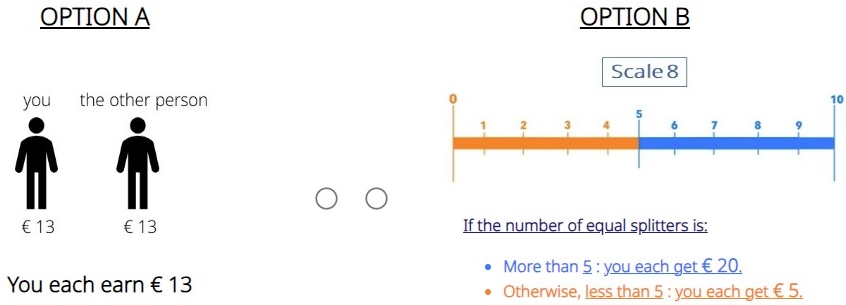 OPTION A
you the other person
€ 13 € 13
You each earn € 13
OPTION B
Scale 8
0 1 2 3 4 5 6 7 8 9 10
If the number of equal splitters is:
• More than 5 : you each get € 20.
• Otherwise, less than 5 : you each get € 5.